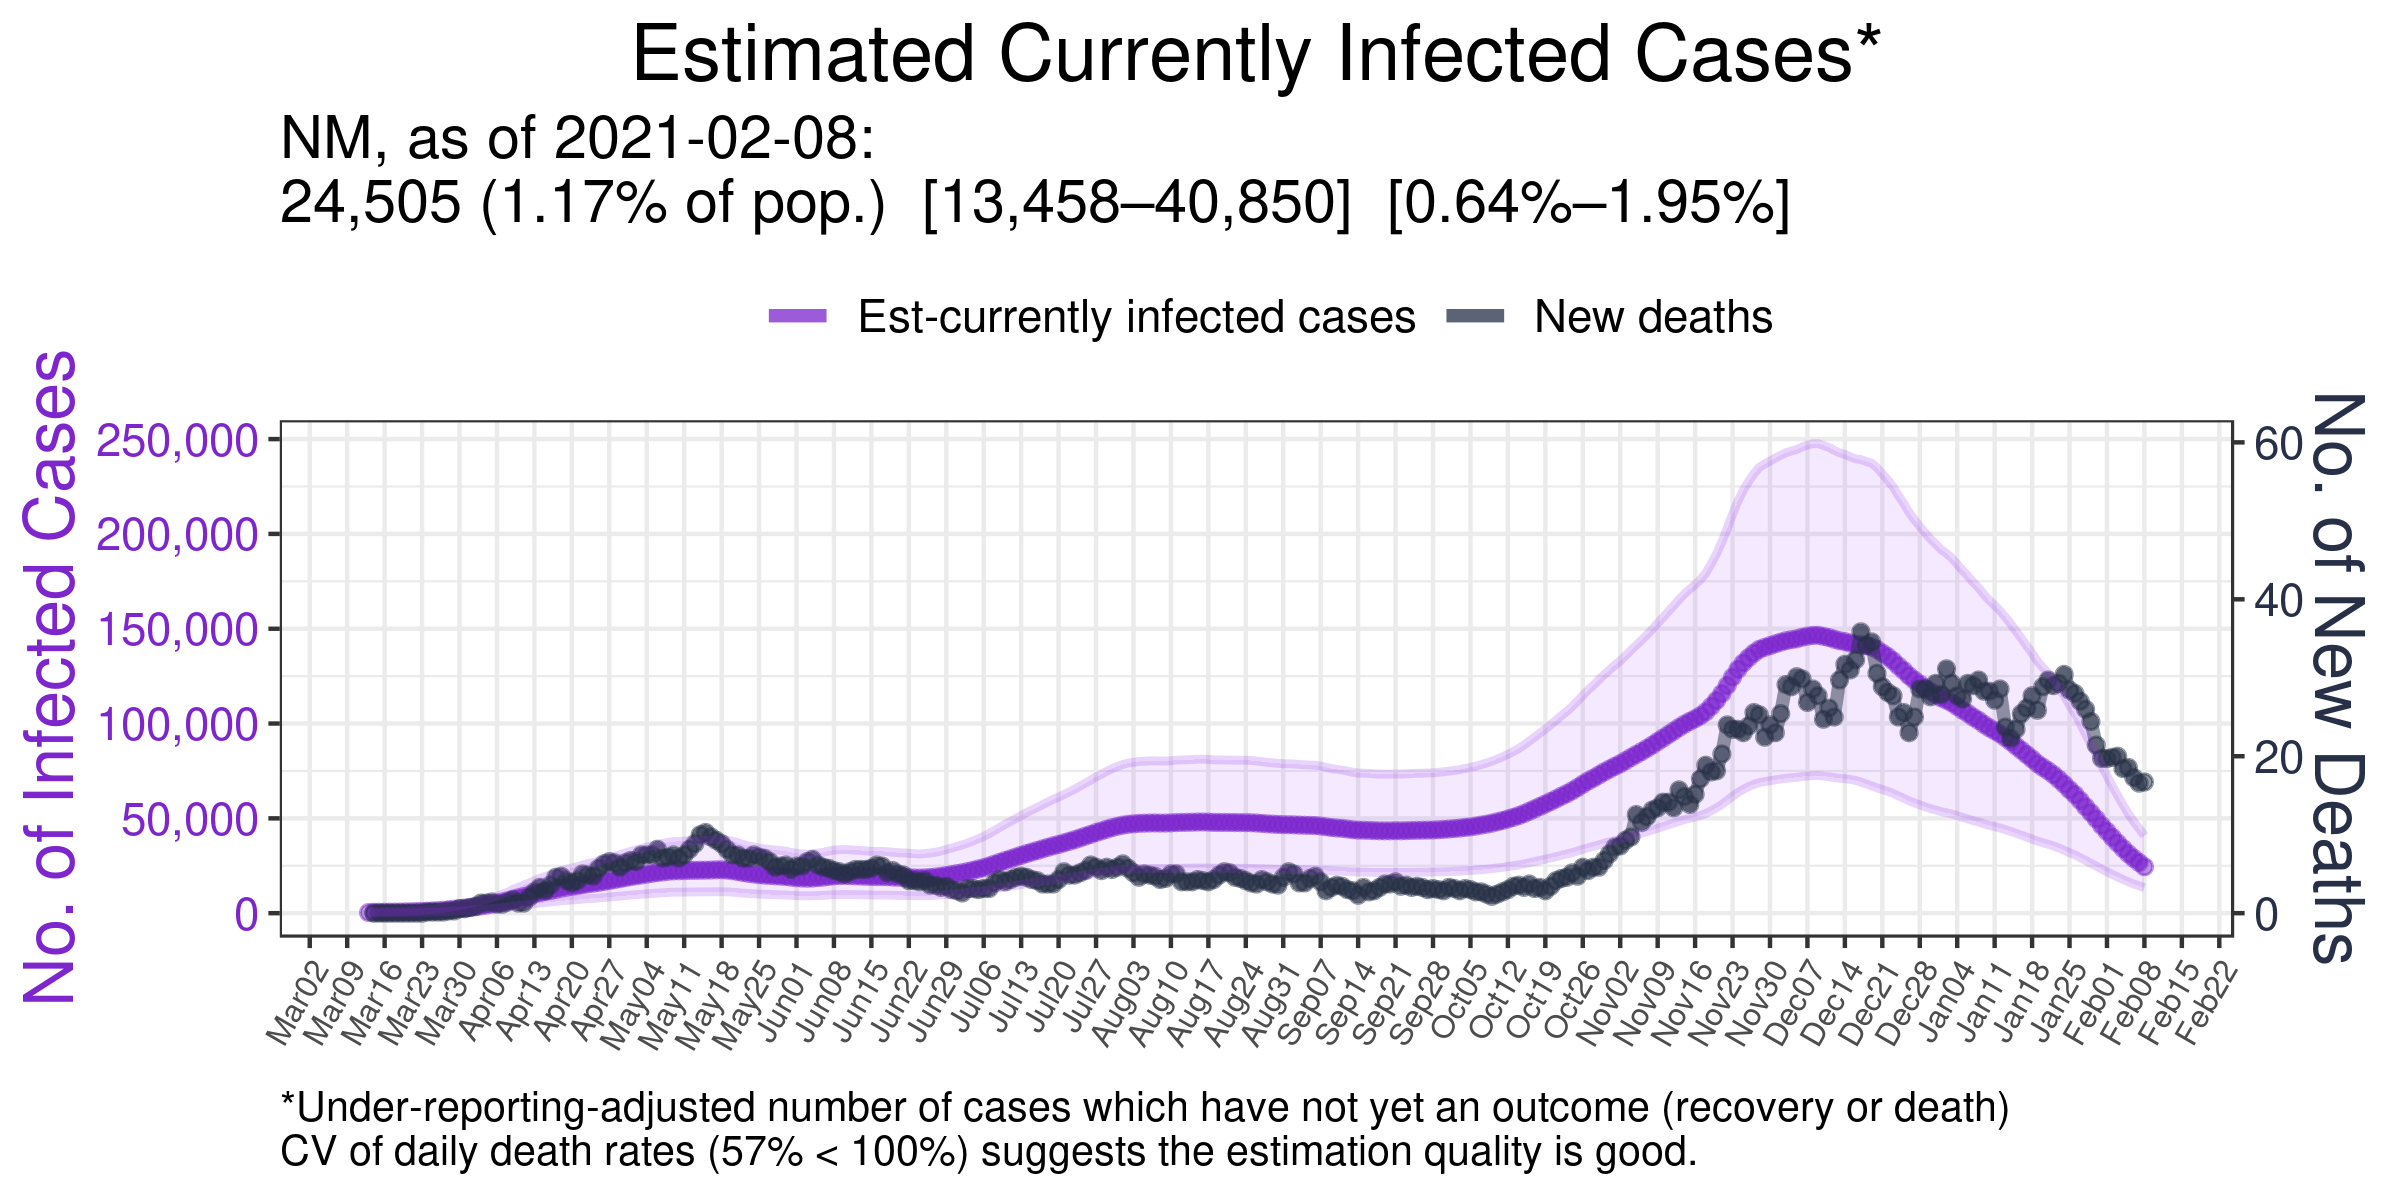 Estimated Currently Infected Cases*
NM, as of 2021-02-08:
24,505 (1.17% of pop.) [13,458–40,850] [0.64%–1.95%]
Est-currently infected cases New deaths
No. of Infected Cases
250,000
200,000
150,000
100,000
50,000
0
60
40
20
0
No. of New Deaths
Mar02 Mar09 Mar16 Mar23 Mar30 Apr06 Apr13 Apr20 Apr27 May04 May11 May18 May25 Jun01 Jun08 Jun15 Jun22 Jun29 Jul06 Jul13 Jul20 Jul27 Aug03 Aug10 Aug17 Aug24 Aug31 Sep07 Sep14 Sep21 Sep28 Oct05 Oct12 Oct19 Oct26 Nov02 Nov09 Nov16 Nov23 Nov30 Dec07 Dec14 Dec21 Dec28 Jan04 Jan11 Jan18 Jan25 Feb01 Feb08 Feb15 Feb22
*Under-reporting-adjusted number of cases which have not yet an outcome (recovery or death)
CV of daily death rates (57% < 100%) suggests the estimation quality is good.